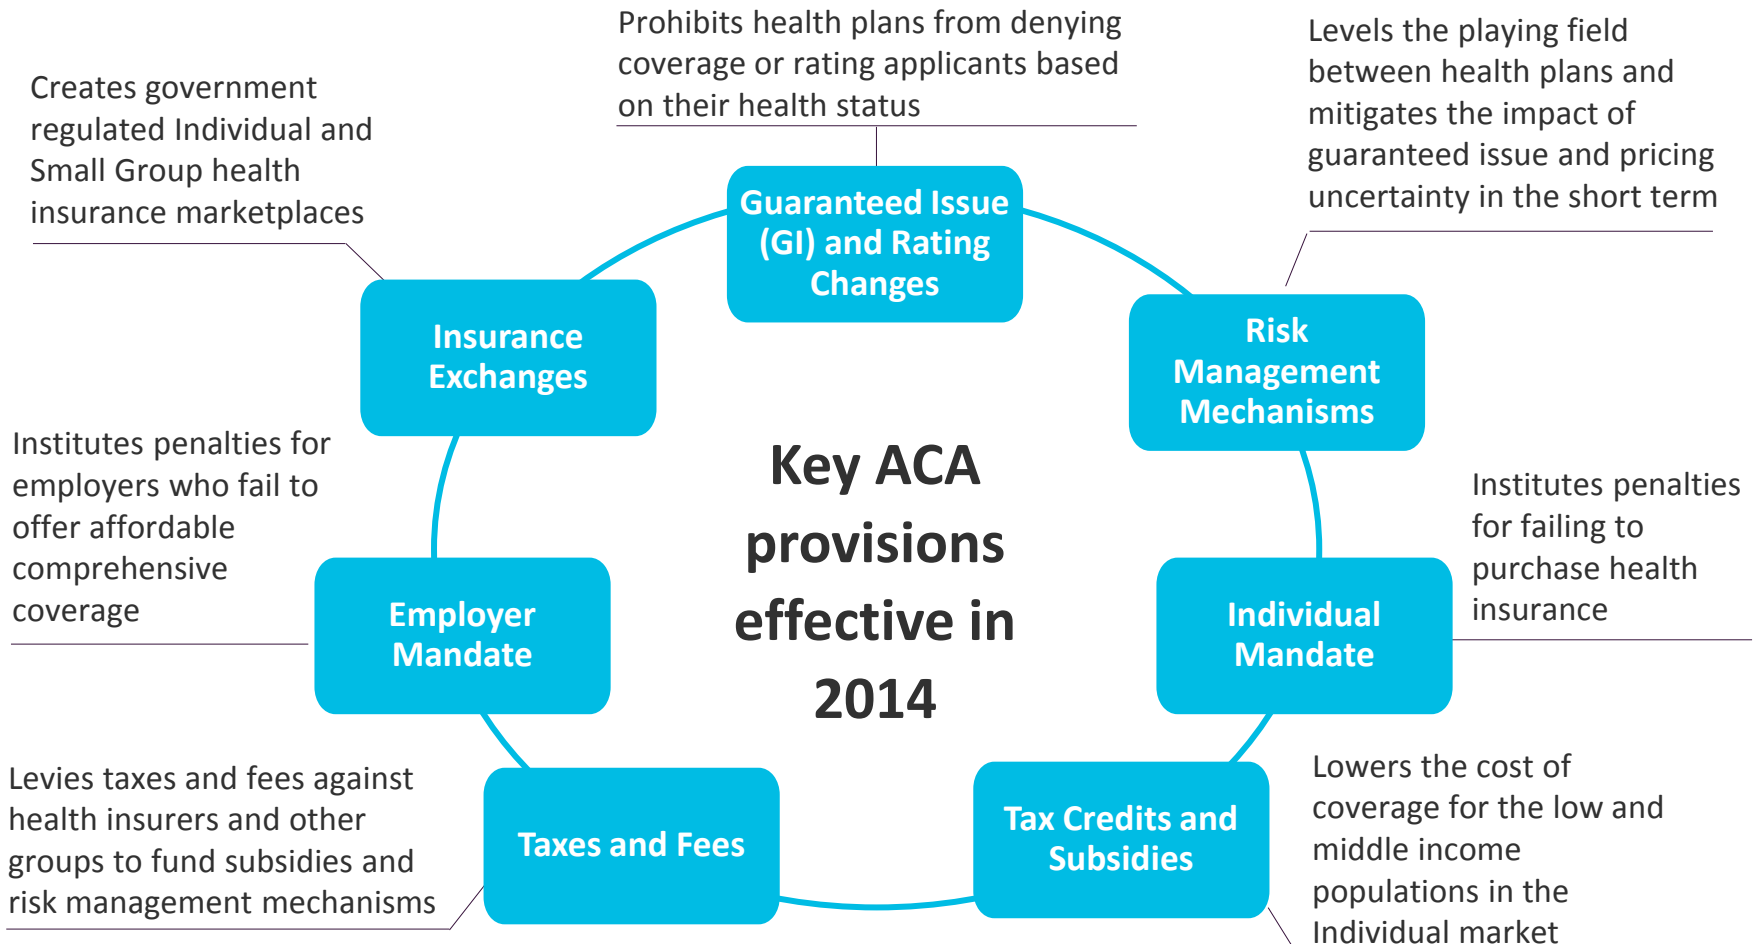 Prohibits health plans from denying
coverage or rating applicants based
on their health status
Levels the playing field
between health plans and
mitigates the impact of
guaranteed issue and pricing
uncertainty in the short term
Creates government
regulated Individual and
Small Group health
insurance marketplaces
Guaranteed Issue
(GI) and Rating
Changes
Insurance
Exchanges
Risk
Management
Mechanisms
Key ACA
provisions
effective in
2014
Institutes penalties for
employers who fail to
offer affordable
comprehensive
coverage
Institutes penalties
for failing to
purchase health
insurance
Employer
Mandate
Individual
Mandate
Levies taxes and fees against
health insurers and other
groups to fund subsidies and
risk management mechanisms
Taxes and Fees
Tax Credits and
Subsidies
Lowers the cost of
coverage for the low and
middle income
populations in the
Individual market